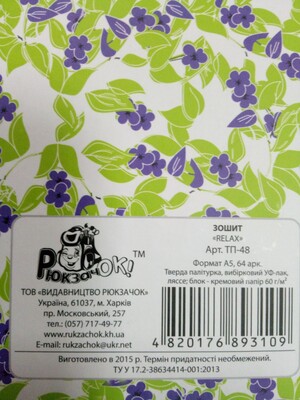 РЮКЗАЧОК! ™
ТОВ «ВИДАВНИЦТВО РЮКЗАЧОК»
Україна, 61037, м. Харків
пр. Московський, 257
тел.: (057) 717-49-77
www.rukzachok.kh.ua
E-mail: rukzachok@ukr.net
ЗОШИТ
«RELAX»
Арт. ТП-48
Формат А5, 64 арк.
Тверда палітурка, вибірковий УФ-лак,
ляссе; блок - кремовий папір 60 г/м²
4 820176 893109
Виготовлено в 2015 р. Термін придатності необмежений.
ТУ У 17.2-38634414-001:2013